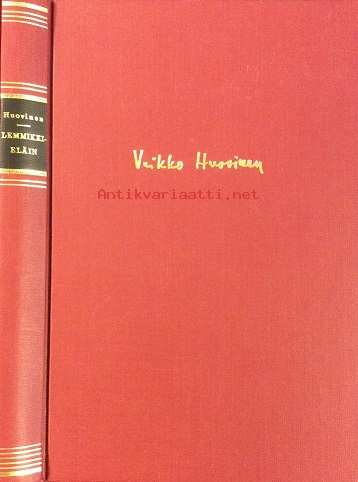 Huovinen
LEMMIKKI-
ELÄIN
Veikko Huovinen
Antikvariaatti.net